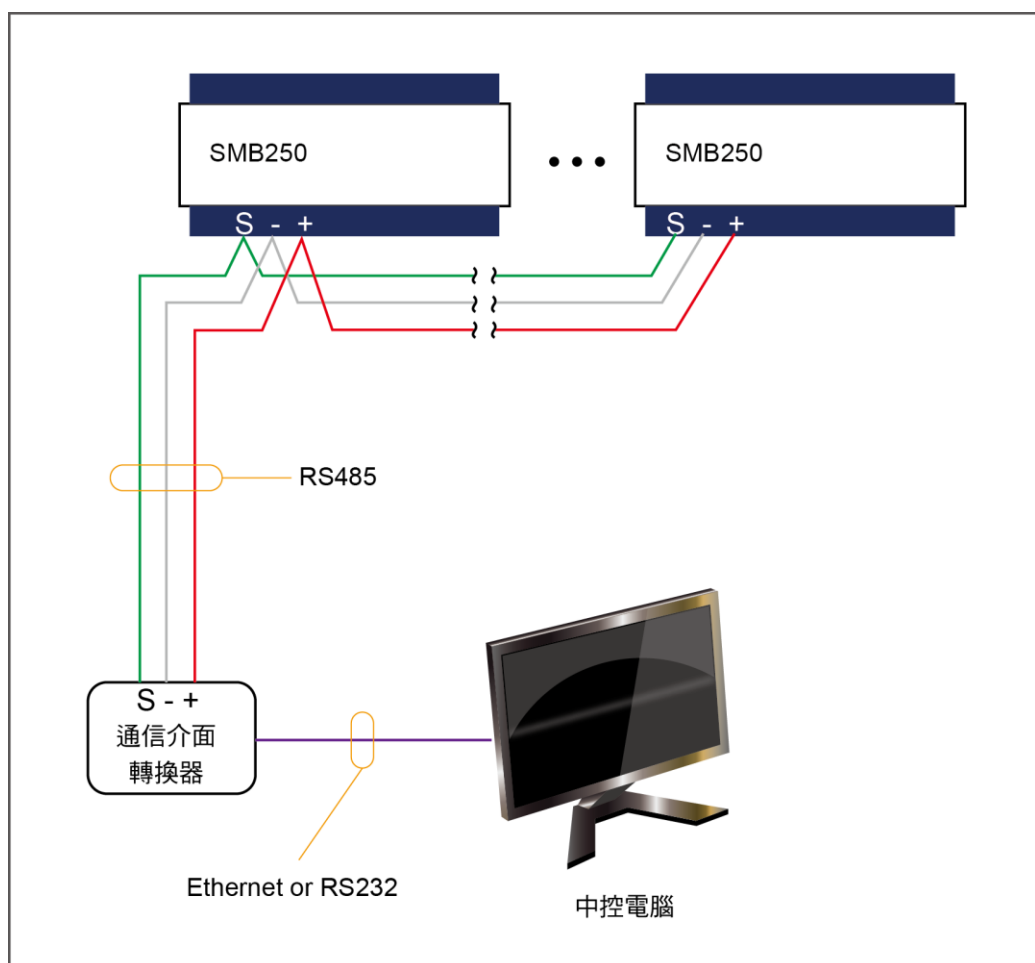 SMB250
SMB250
S - +
S - +
RS485
S - +
通信介面
轉換器
Ethernet or RS232
中控電腦